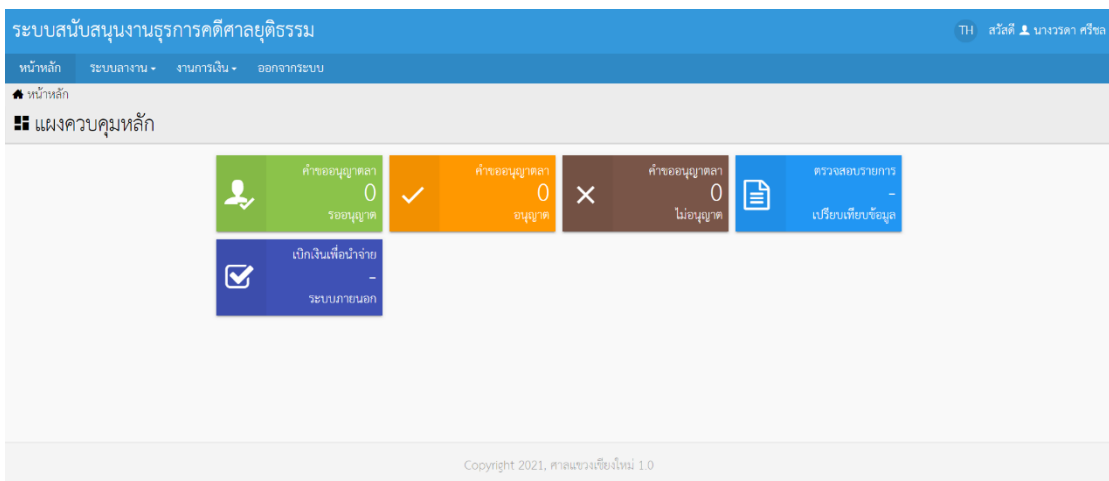 ระบบสนับสนุนงานธุรการคดีศาลยุติธรรม
TH สวัสดี นางวรดา ศรีชล
หน้าหลัก ระบบลางาน งานการเงิน ออกจากระบบ
หน้าหลัก
แผงควบคุมหลัก
คำขออนุญาตลา
0
รออนุญาต
คำขออนุญาตลา
0
อนุญาต
คำขออนุญาตลา
0
ไม่อนุญาต
ตรวจสอบรายการ
-
เปรียบเทียบข้อมูล
เบิกเงินเพื่อนำจ่าย
-
ระบบภายนอก
Copyright 2021, ศาลแขวงเชียงใหม่ 1.0